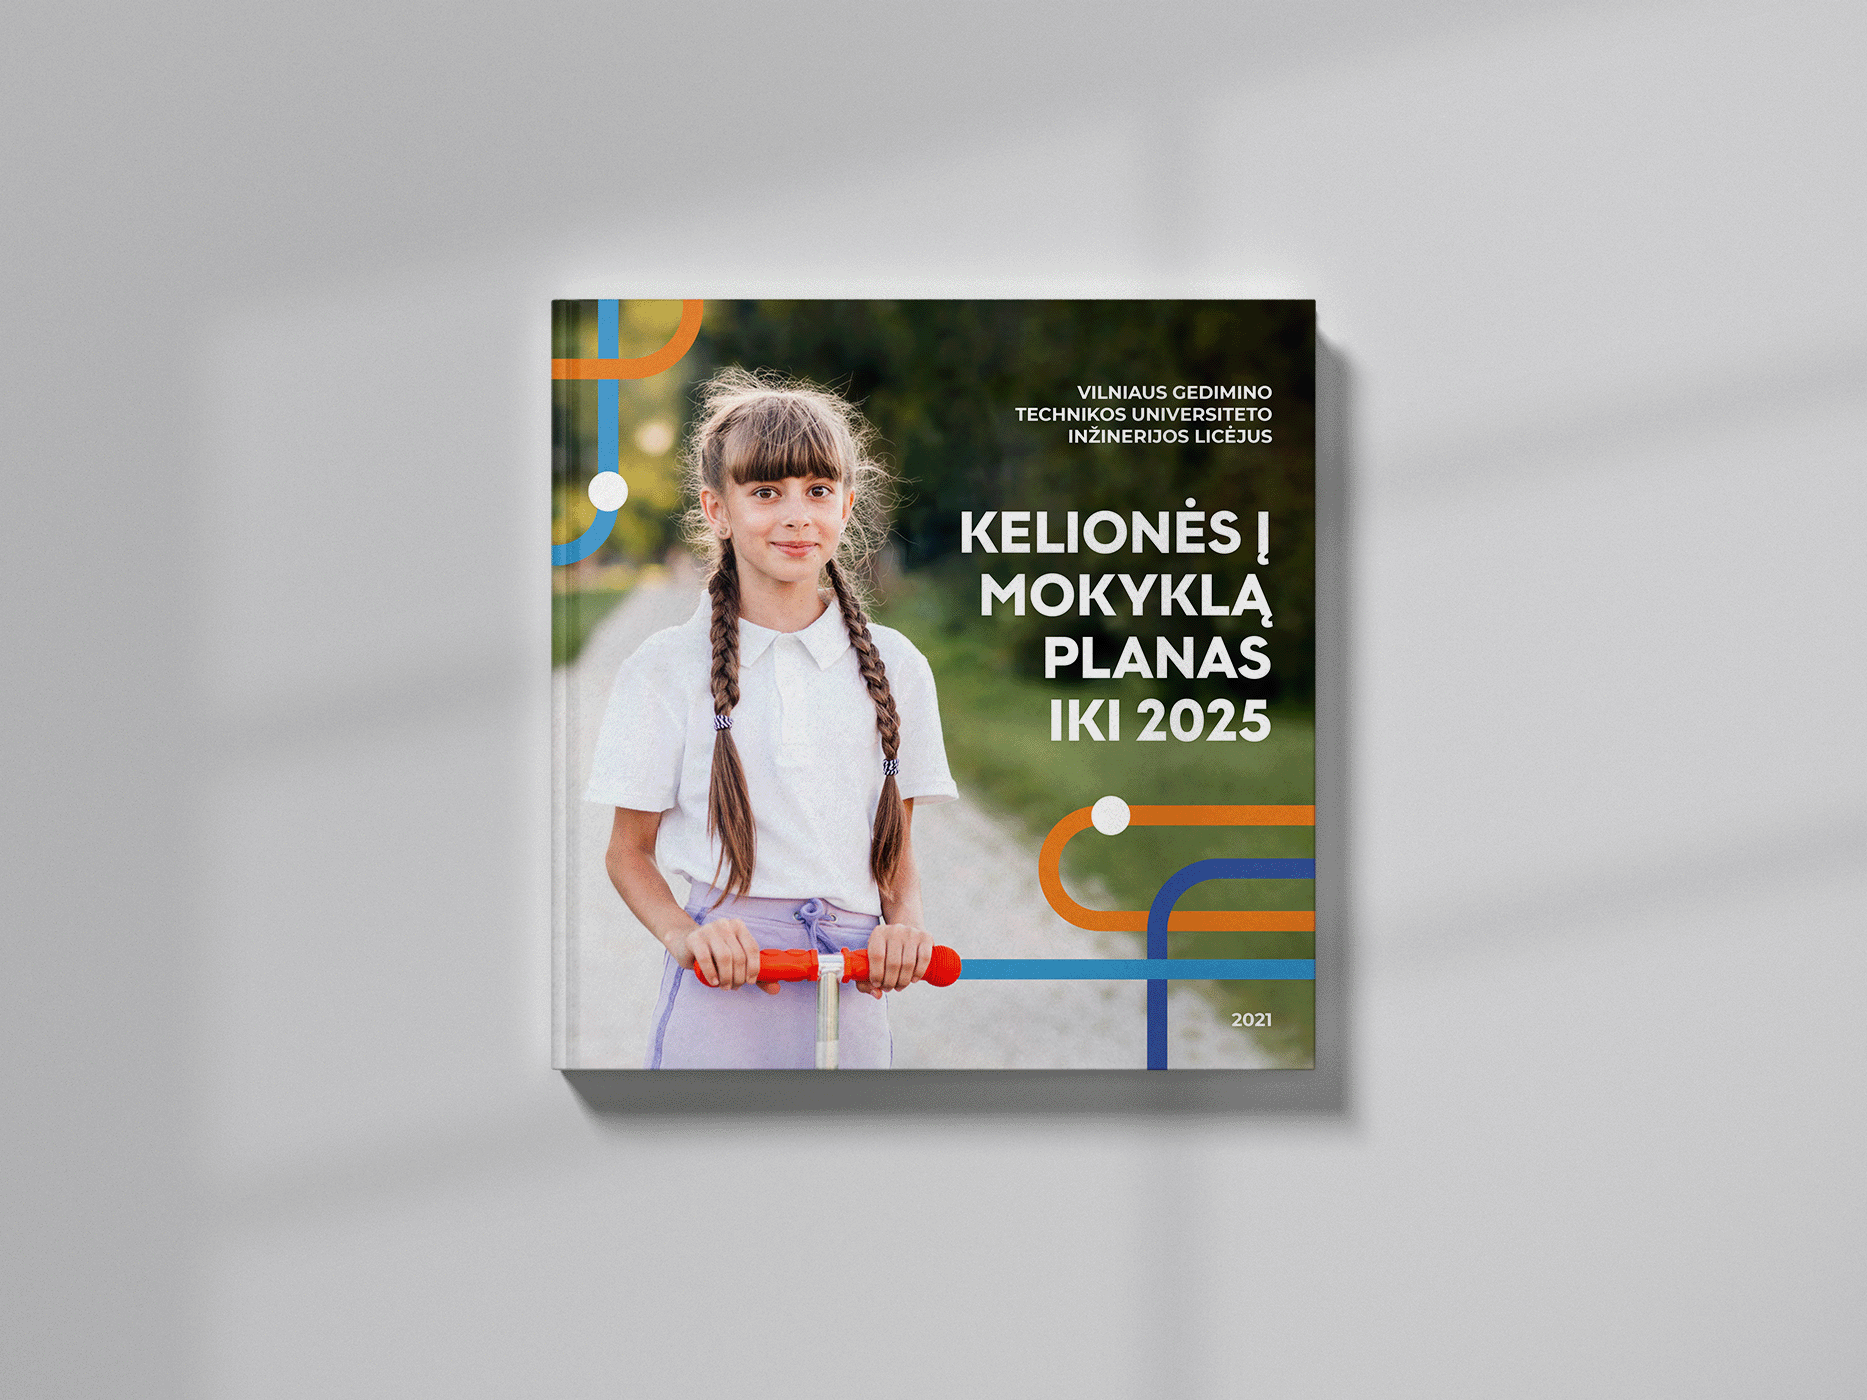 VILNIAUS GEDIMINO
TECHNIKOS UNIVERSITETO
INŽINERIJOS LICĖJUS
KELIONĖS Į
MOKYKLĄ
PLANAS
IKI 2025
2021